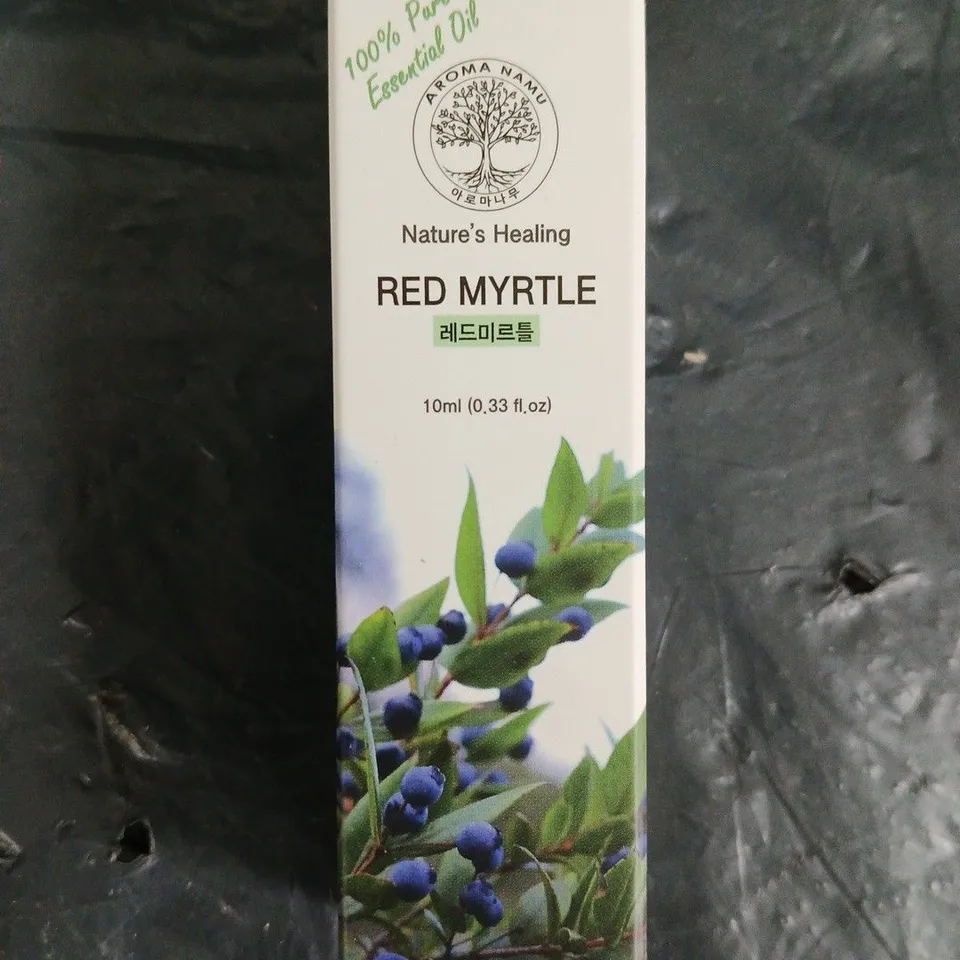 100% Pure
Essential Oil
AROMA NAMU
아로마나무
Nature's Healing
RED MYRTLE
레드미르틀
10ml (0.33 fl.oz)